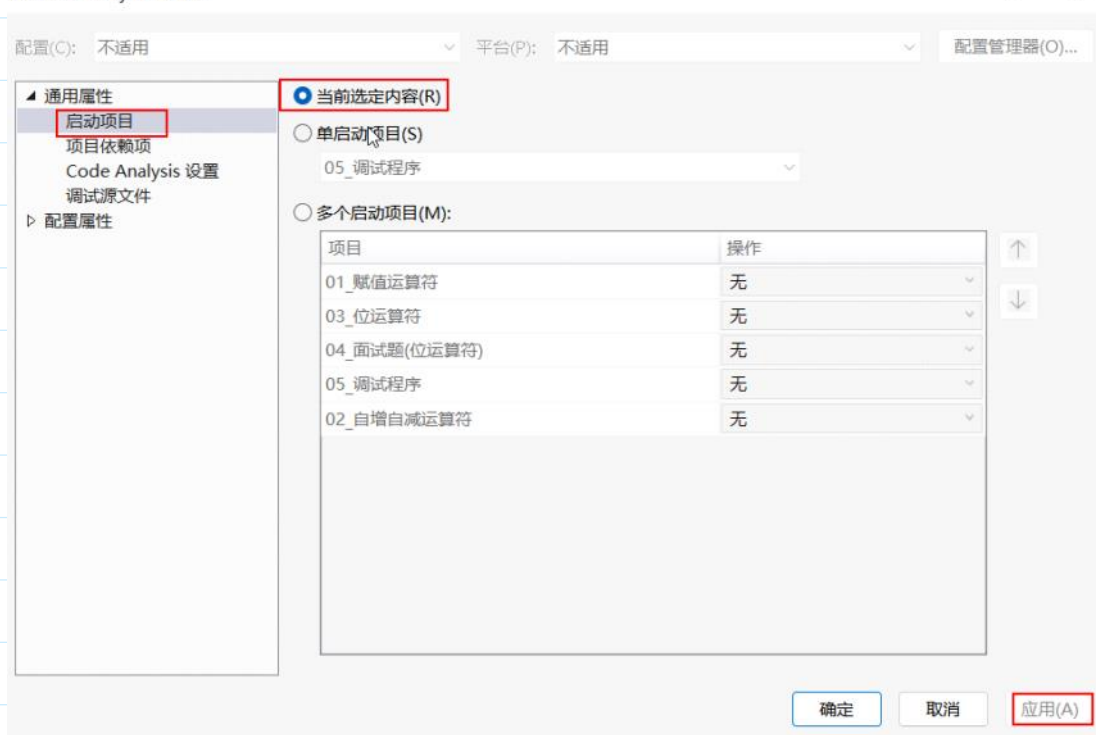 配置(C): 不适用 平台(P): 不适用 配置管理器(O)...
通用属性
启动项目
项目依赖项
Code Analysis 设置
调试源文件
配置属性
当前选定内容(R)
单启动项目(S)
05_调试程序
多个启动项目(M):
项目 操作
01_赋值运算符 无
03_位运算符 无
04_面试题(位运算符) 无
05_调试程序 无
02_自增自减运算符 无
确定 取消 应用(A)